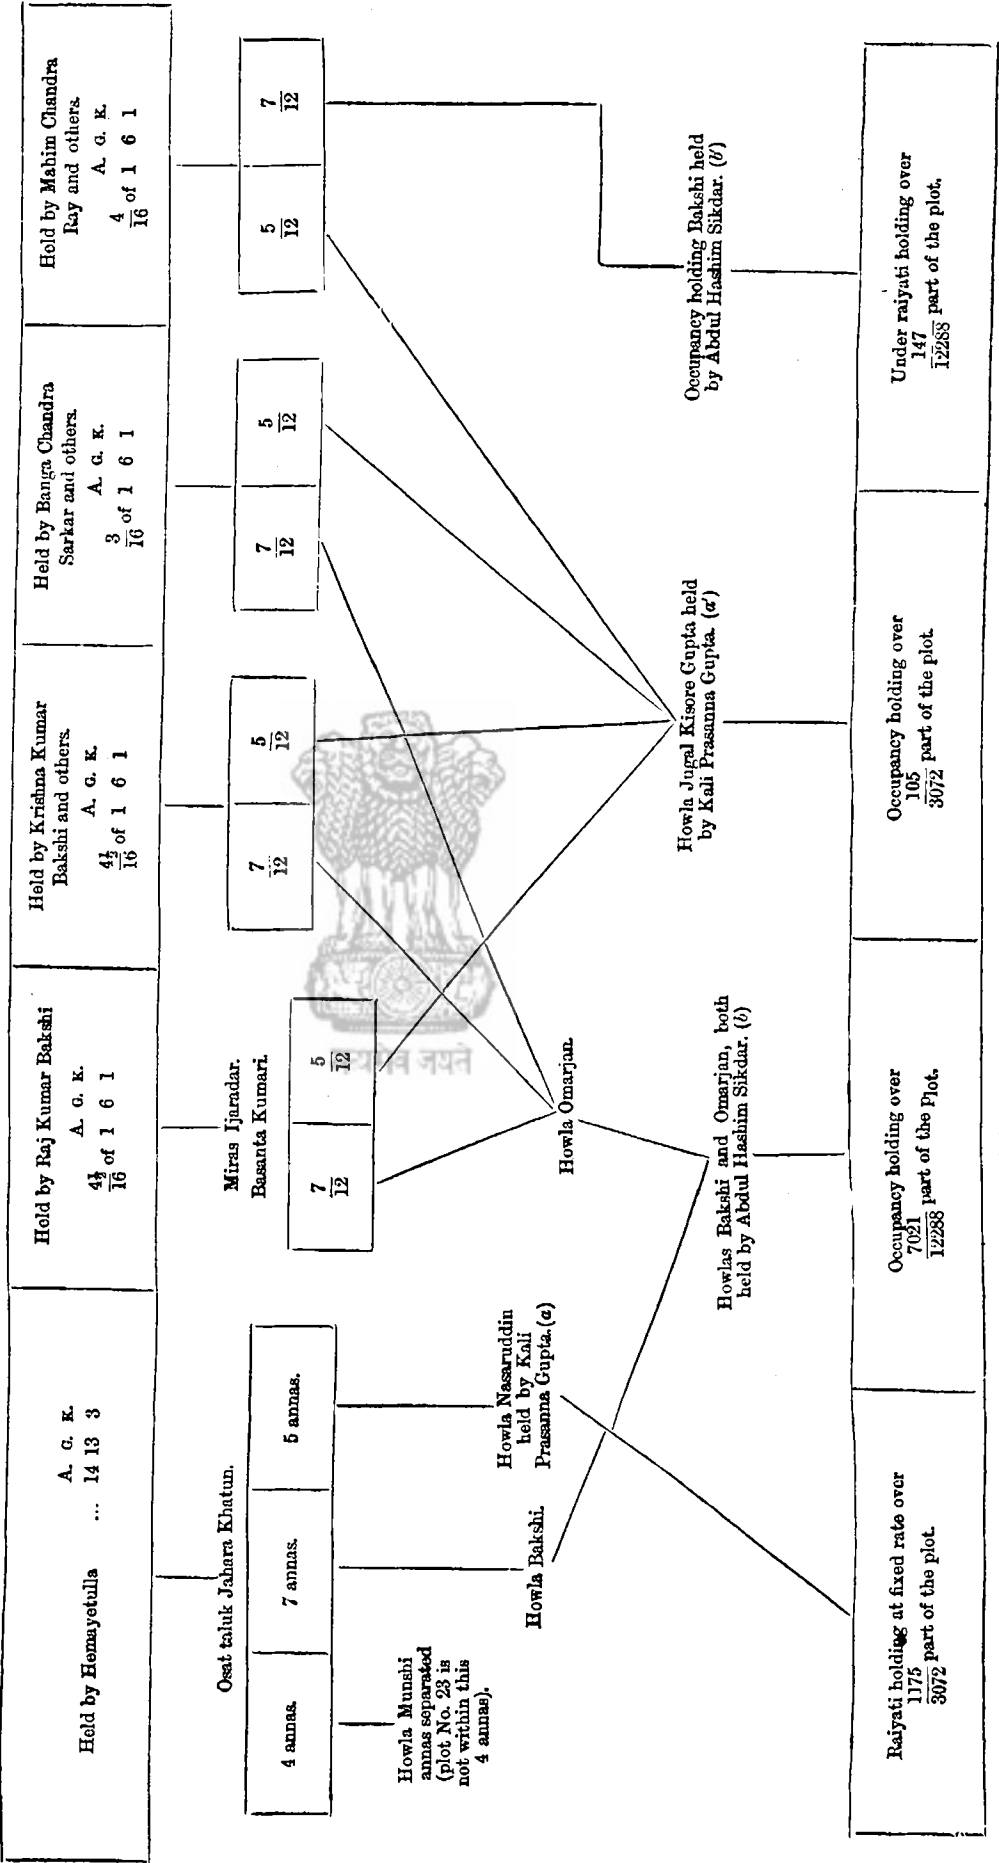 Held by Hemayetulla ... A. G. K.
14 13 3
Held by Raj Kumar Bakshi
A. G. K.
4½/16 of 1 6 1
Held by Krishna Kumar
Bakshi and others.
A. G. K.
4½/16 of 1 6 1
Held by Banga Chandra
Sarkar and others.
A. G. K.
3/16 of 1 6 1
Held by Mahim Chandra
Ray and others.
A. G. K.
4/16 of 1 6 1
Osat taluk Jahara Khatun.
4 annas.
7 annas.
5 annas.
Miras Ijaradar.
Basanta Kumari.
7/12
5/12
7/12
5/12
7/12
5/12
5/12
7/12
Howla Munshi
annas separated
(plot No. 23 is
not within this
4 annas).
Howla Bakshi.
Howla Nasaruddin
held by Kali
Prasanna Gupta.(a)
Howla Omarjan.
Howlas Bakshi and Omarjan, both
held by Abdul Hashim Sikdar. (b)
Howla Jugal Kisore Gupta held
by Kali Prasanna Gupta. (a')
Occupancy holding Bakshi held
by Abdul Hashim Sikdar. (b')
Raiyati holding at fixed rate over
1175/3072 part of the plot.
Occupancy holding over
7021/12288 part of the plot.
Occupancy holding over
105/3072 part of the plot.
Under raiyati holding over
147/12288 part of the plot.
सत्यमेव जयते